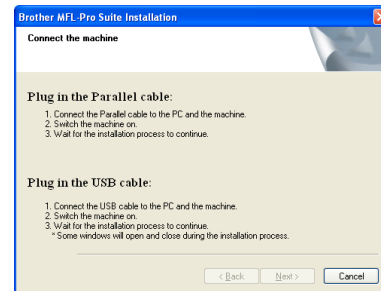 Brother MFL-Pro Suite Installation
Connect the machine
Plug in the Parallel cable:
1. Connect the Parallel cable to the PC and the machine.
2. Switch the machine on.
3. Wait for the installation process to continue.
Plug in the USB cable:
1. Connect the USB cable to the PC and the machine.
2. Switch the machine on.
3. Wait for the installation process to continue.
* Some windows will open and close during the installation process.
< Back Next > Cancel